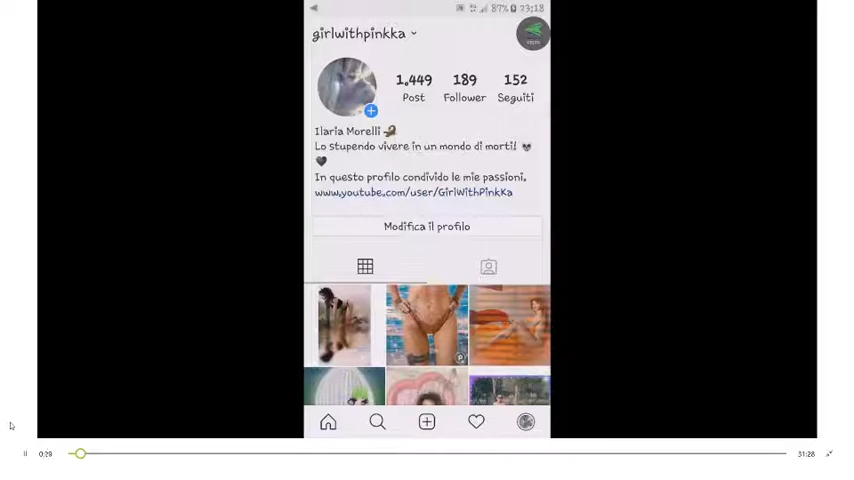 87% 23:18
girlwithpinkka
1.449 189 152
Post Follower Seguiti
Ilaria Morelli
Lo stupendo vivere in un mondo di morti!
In questo profilo condivido le mie passioni.
www.youtube.com/user/GirlWithPinkKa
Modifica il profilo
0:29 31:28